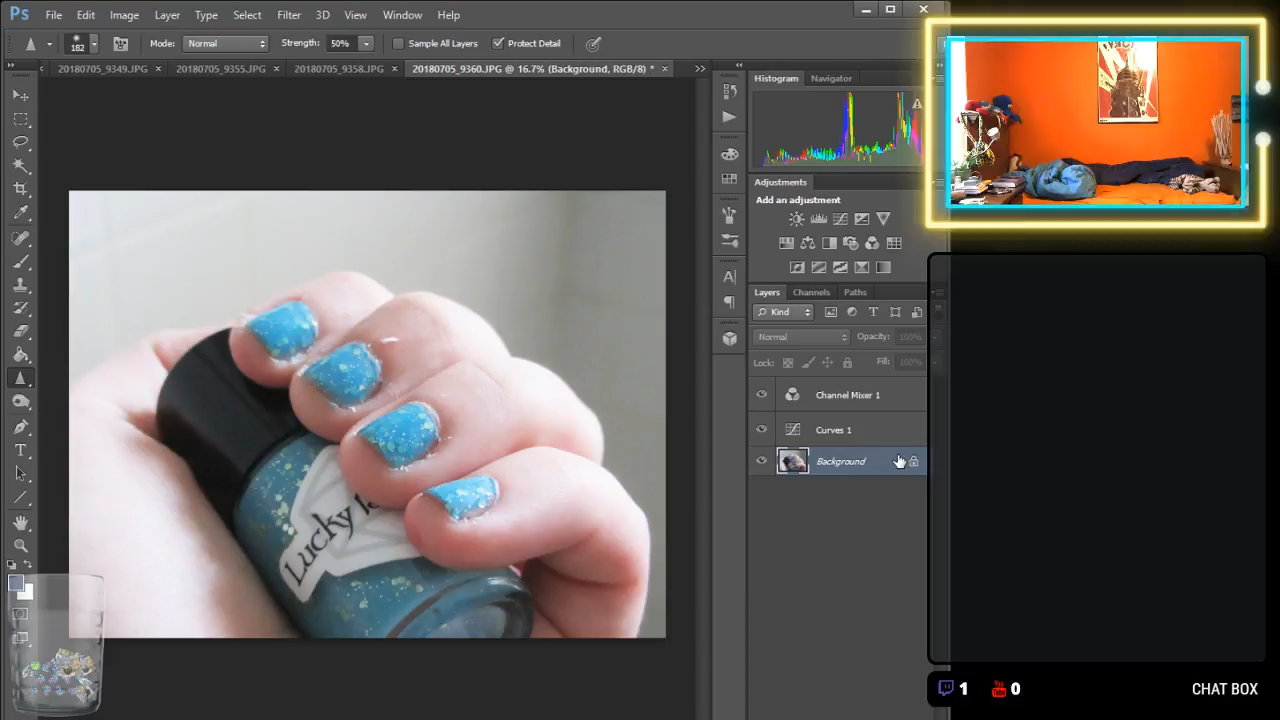 Ps File Edit Image Layer Type Select Filter 3D View Window Help
182 Mode: Normal Strength: 50% Sample All Layers Protect Detail
20180705_9349.JPG × 20180705_9355.JPG × 20180705_9358.JPG × 20180705_9360.JPG @ 16.7% (Background, RGB/8) * ×
Histogram Navigator
Adjustments
Add an adjustment
Layers Channels Paths
Kind
Normal Opacity: 100%
Lock: Fill: 100%
Channel Mixer 1
Curves 1
Background
Lucky
1 0 CHAT BOX